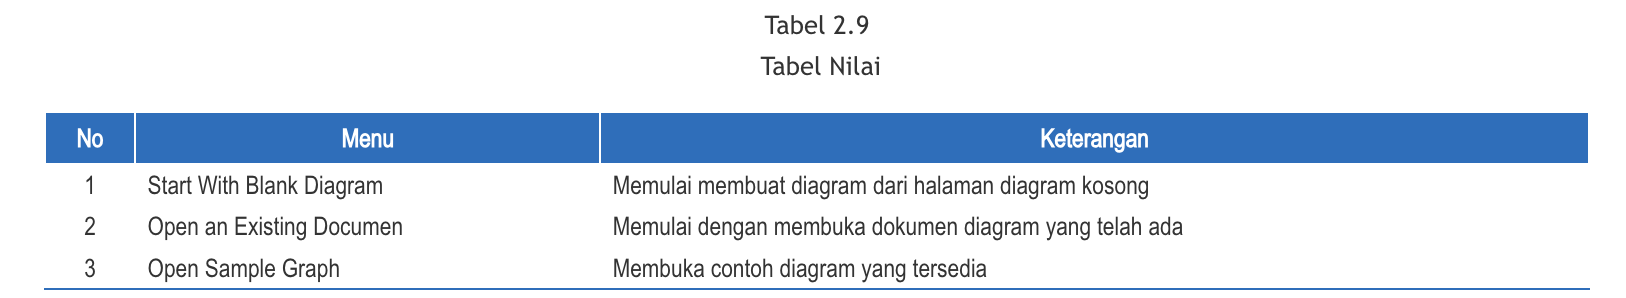 Tabel 2.9
Tabel Nilai
No Menu Keterangan
1 Start With Blank Diagram Memulai membuat diagram dari halaman diagram kosong
2 Open an Existing Documen Memulai dengan membuka dokumen diagram yang telah ada
3 Open Sample Graph Membuka contoh diagram yang tersedia